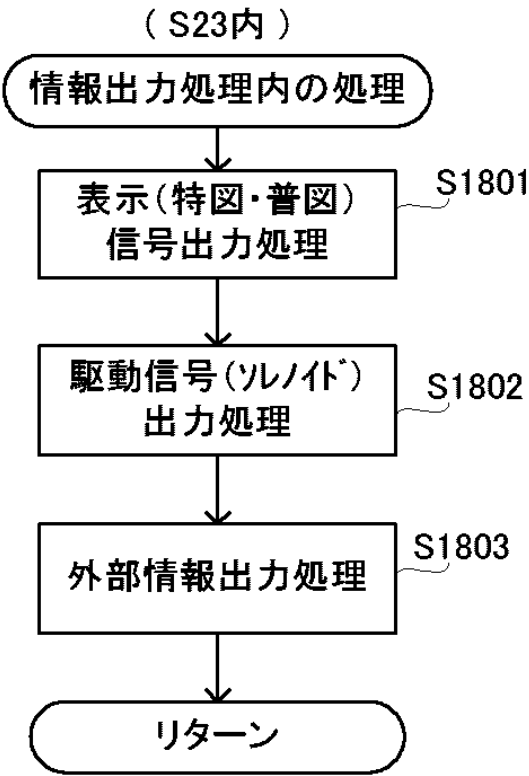 ( S23内 )
情報出力処理内の処理
表示(特図・普図)
信号出力処理
S1801
駆動信号(ｿﾚﾉｲﾄﾞ)
出力処理
S1802
外部情報出力処理
S1803
リターン